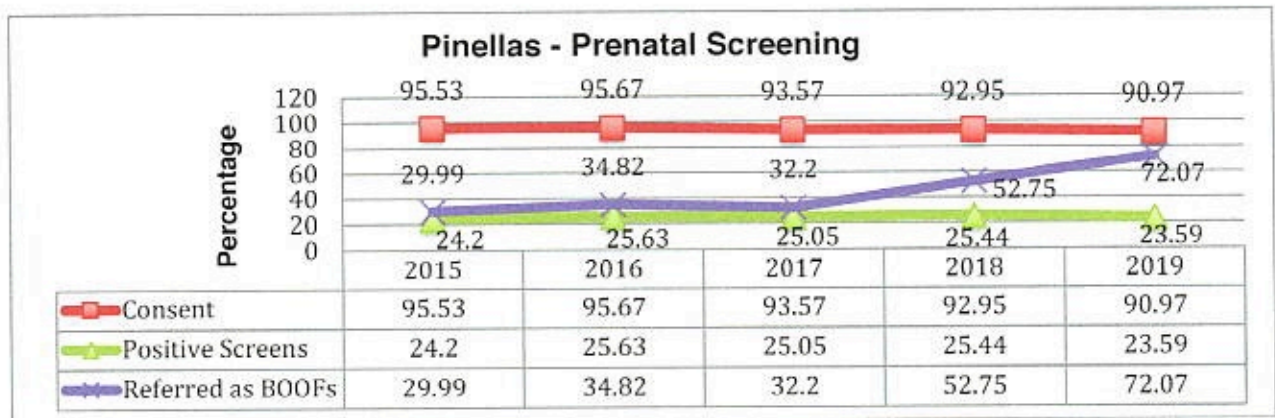 Pinellas - Prenatal Screening
Percentage
120
100
80
60
40
20
0
95.53 95.67 93.57 92.95 90.97
29.99 34.82 32.2 52.75 72.07
24.2 25.63 25.05 25.44 23.59
2015 2016 2017 2018 2019
Consent 95.53 95.67 93.57 92.95 90.97
Positive Screens 24.2 25.63 25.05 25.44 23.59
Referred as BOOFs 29.99 34.82 32.2 52.75 72.07